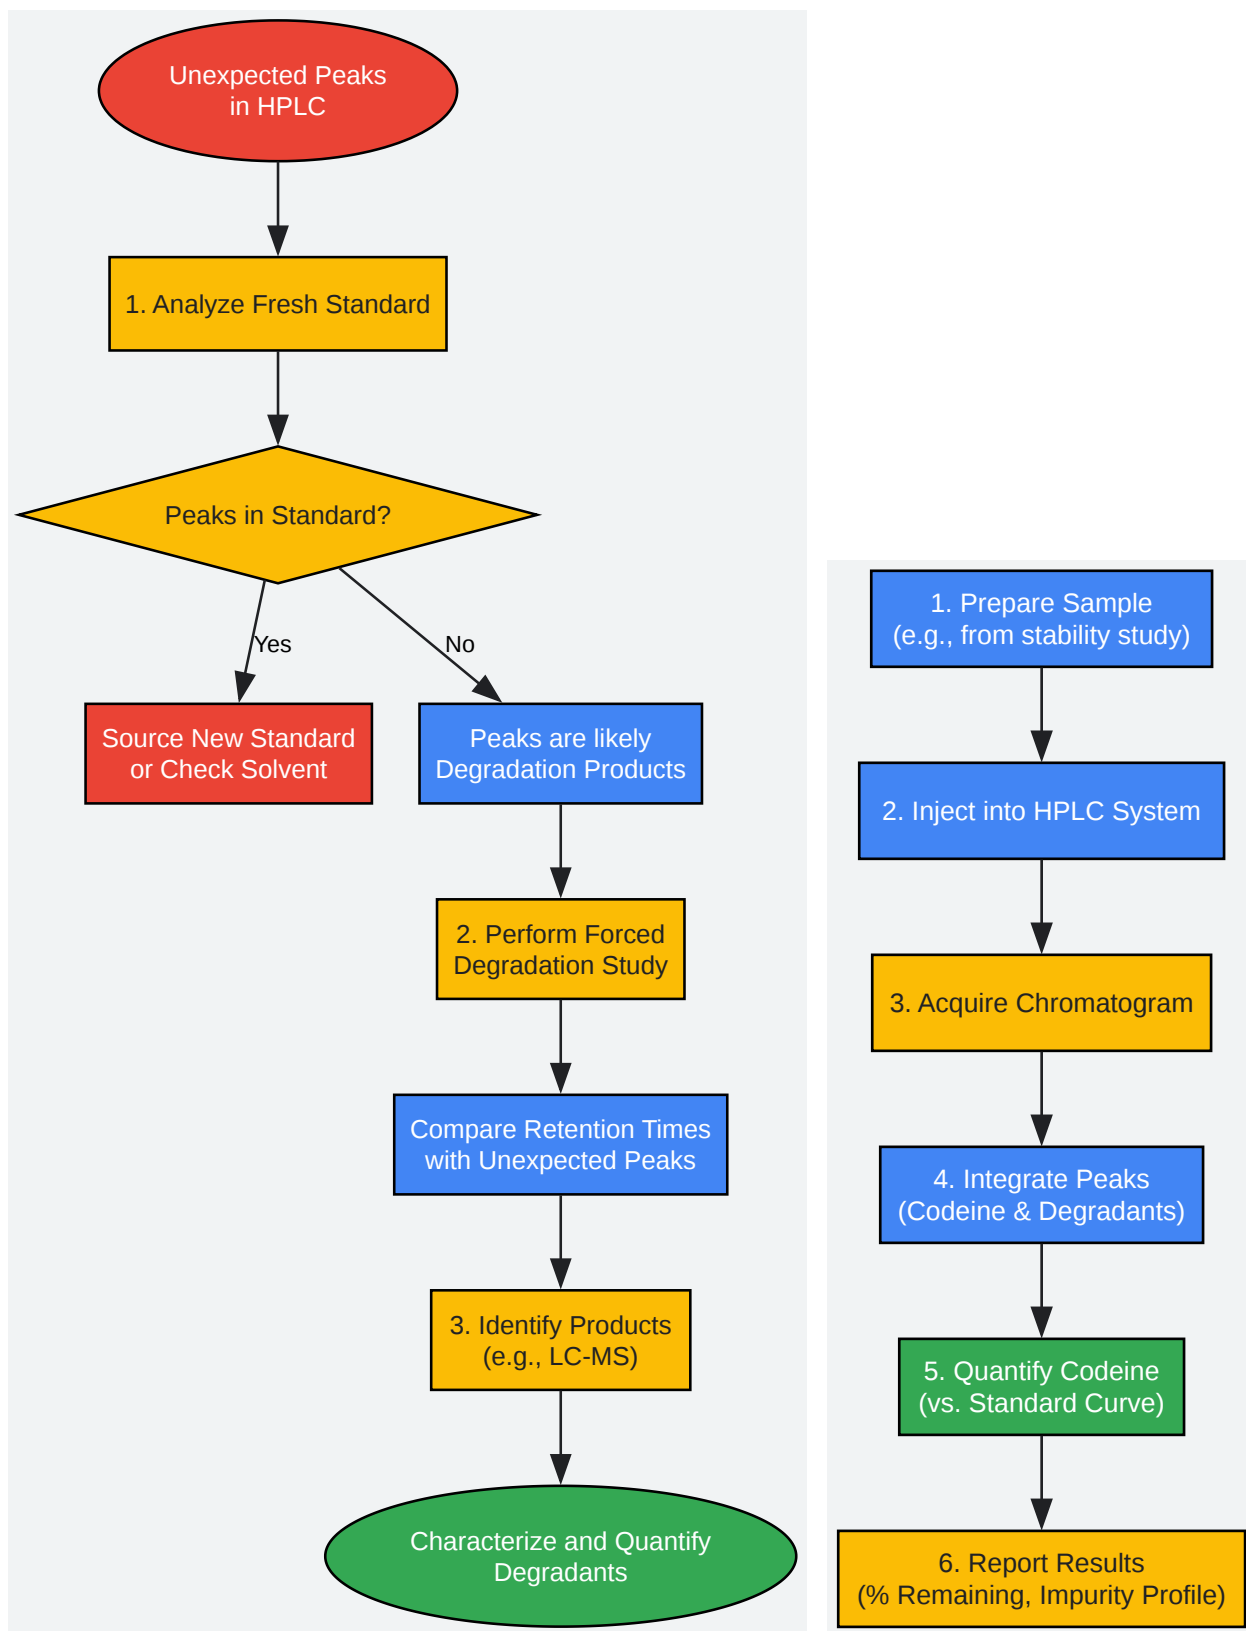 Unexpected Peaks
in HPLC
1. Analyze Fresh Standard
Peaks in Standard?
Yes
No
Source New Standard
or Check Solvent
Peaks are likely
Degradation Products
2. Perform Forced
Degradation Study
Compare Retention Times
with Unexpected Peaks
3. Identify Products
(e.g., LC-MS)
Characterize and Quantify
Degradants
1. Prepare Sample
(e.g., from stability study)
2. Inject into HPLC System
3. Acquire Chromatogram
4. Integrate Peaks
(Codeine & Degradants)
5. Quantify Codeine
(vs. Standard Curve)
6. Report Results
(% Remaining, Impurity Profile)